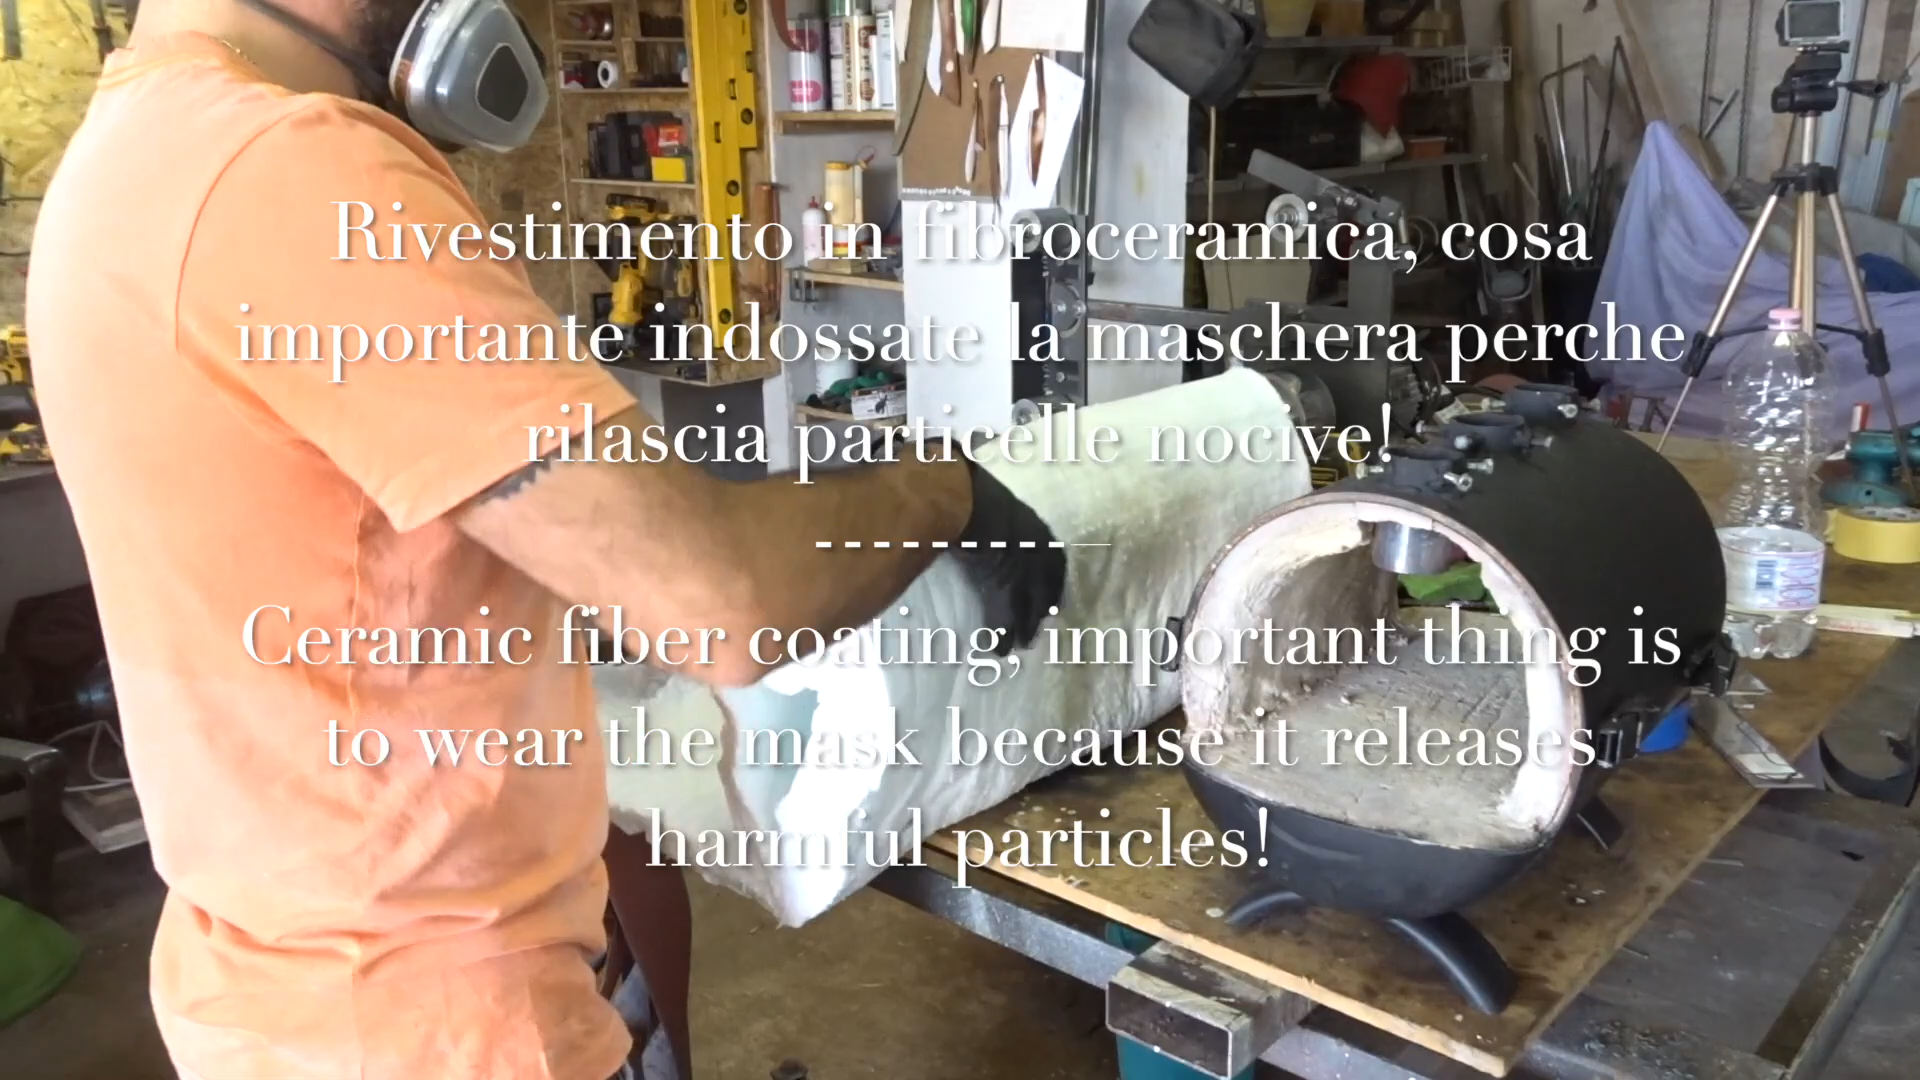 Rivestimento in fibroceramica, cosa
importante indossate la maschera perche
rilascia particelle nocive!
----------—
Ceramic fiber coating, important thing is
to wear the mask because it releases
harmful particles!